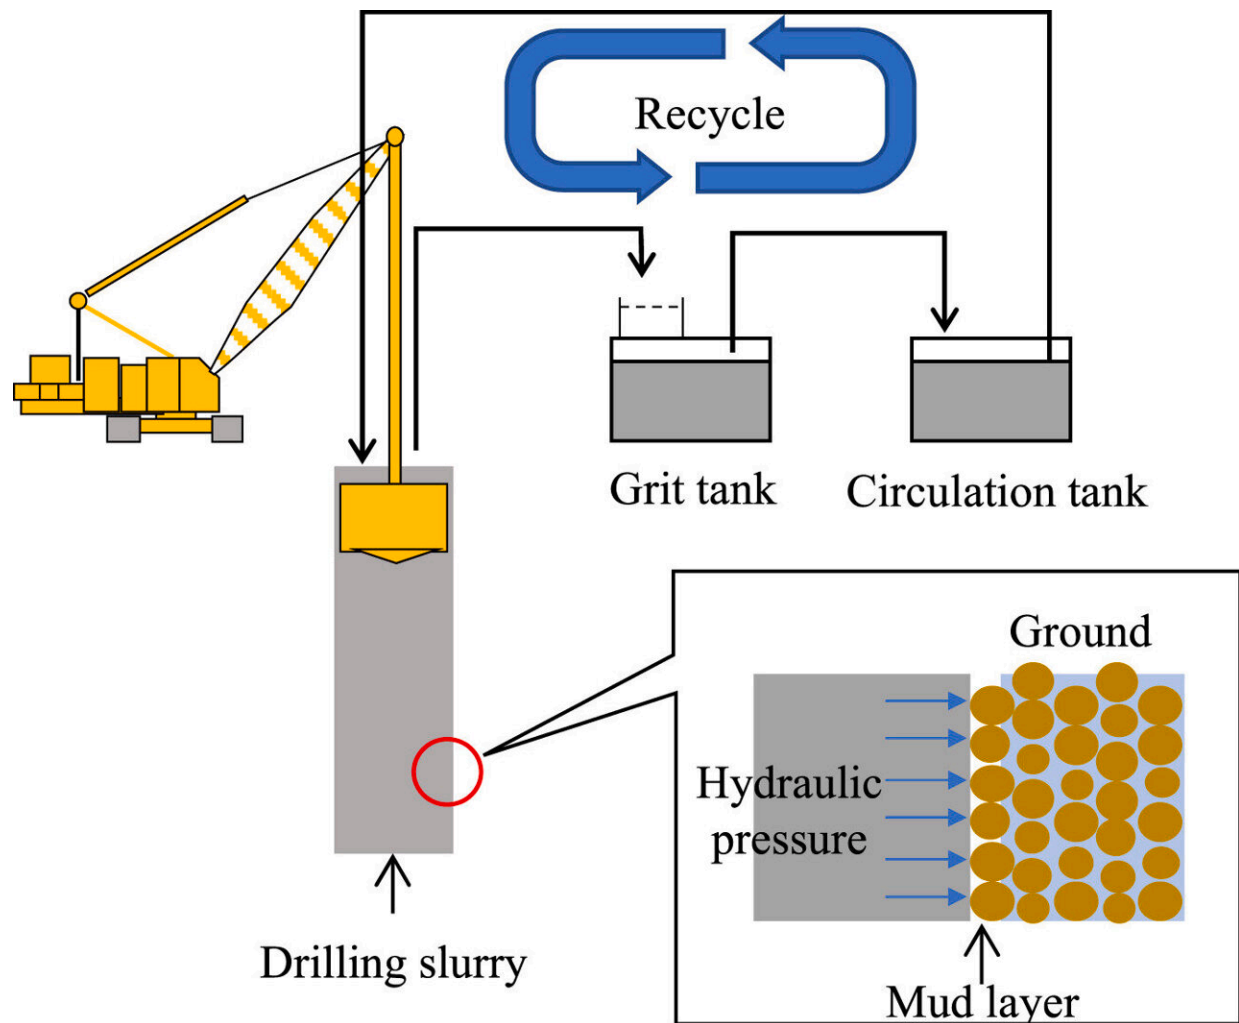 Recycle
Grit tank
Circulation tank
Ground
Hydraulic
pressure
Drilling slurry
Mud layer